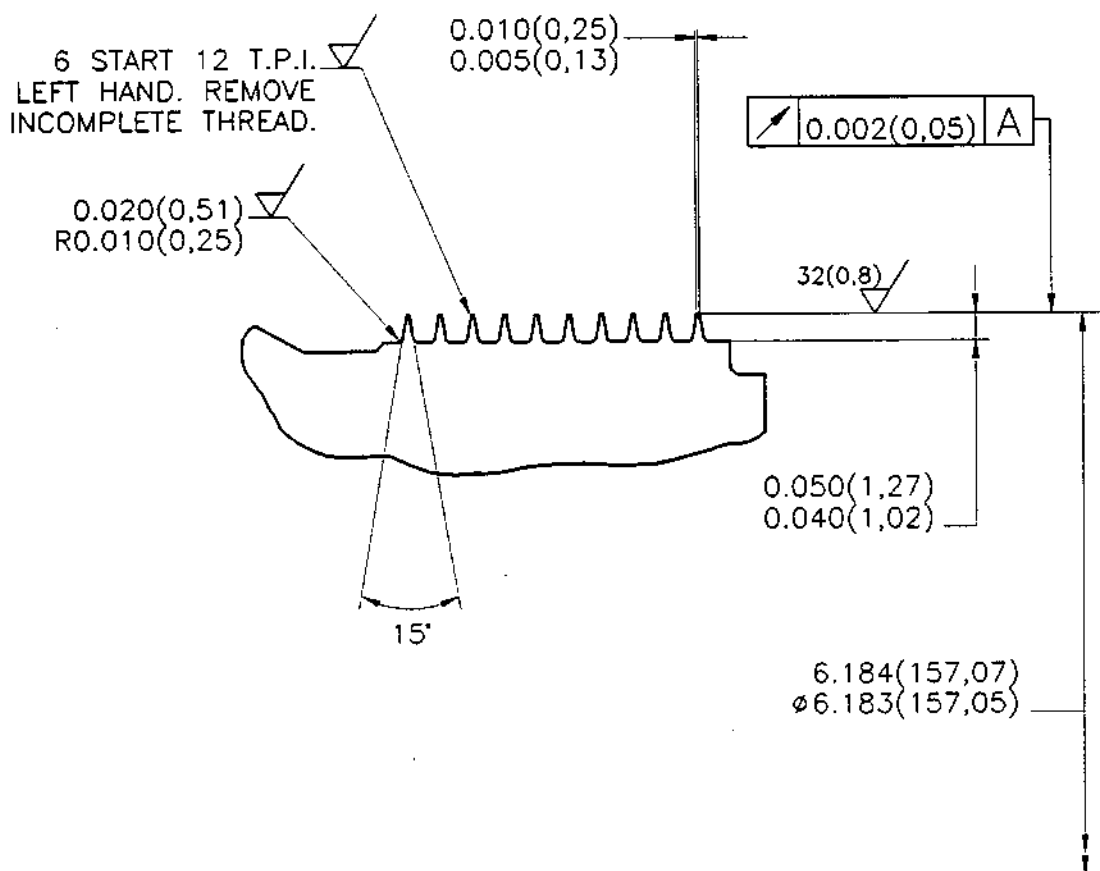 6 START 12 T.P.I.
LEFT HAND. REMOVE
INCOMPLETE THREAD.
0.010(0,25)
0.005(0,13)
0.002(0,05) A
0.020(0,51)
R0.010(0,25)
32(0,8)
0.050(1,27)
0.040(1,02)
15°
6.184(157,07)
ø6.183(157,05)